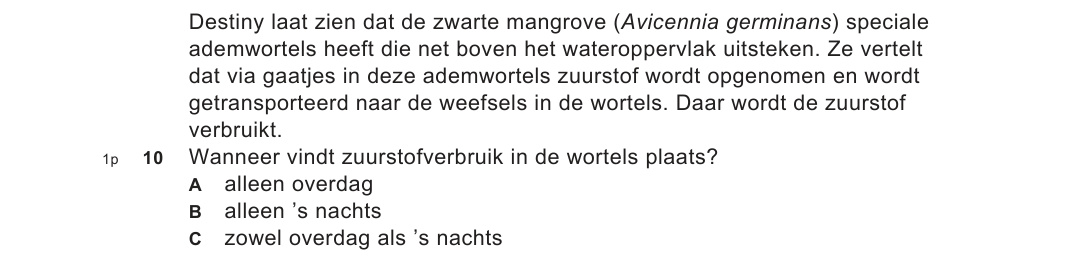 Destiny laat zien dat de zwarte mangrove (Avicennia germinans) speciale
ademwortels heeft die net boven het wateroppervlak uitsteken. Ze vertelt
dat via gaatjes in deze ademwortels zuurstof wordt opgenomen en wordt
getransporteerd naar de weefsels in de wortels. Daar wordt de zuurstof
verbruikt.
1p 10 Wanneer vindt zuurstofverbruik in de wortels plaats?
A alleen overdag
B alleen ’s nachts
C zowel overdag als ’s nachts